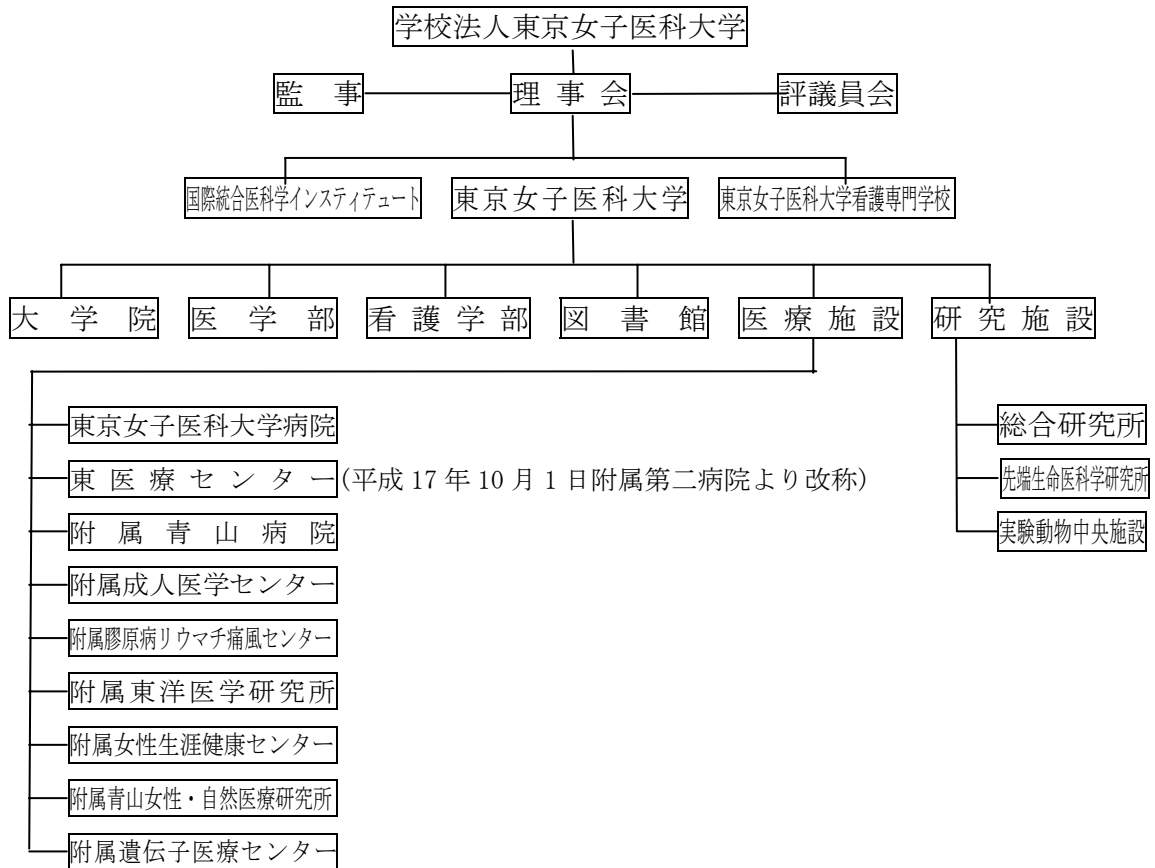 学校法人東京女子医科大学
監事 理事会 評議員会
国際統合医科学インスティテュート 東京女子医科大学 東京女子医科大学看護専門学校
大学院 医学部 看護学部 図書館 医療施設 研究施設
東京女子医科大学病院 総合研究所
東医療センター(平成17年10月1日附属第二病院より改称) 先端生命医科学研究所
附属青山病院 実験動物中央施設
附属成人医学センター
附属膠原病リウマチ痛風センター
附属東洋医学研究所
附属女性生涯健康センター
附属青山女性・自然医療研究所
附属遺伝子医療センター